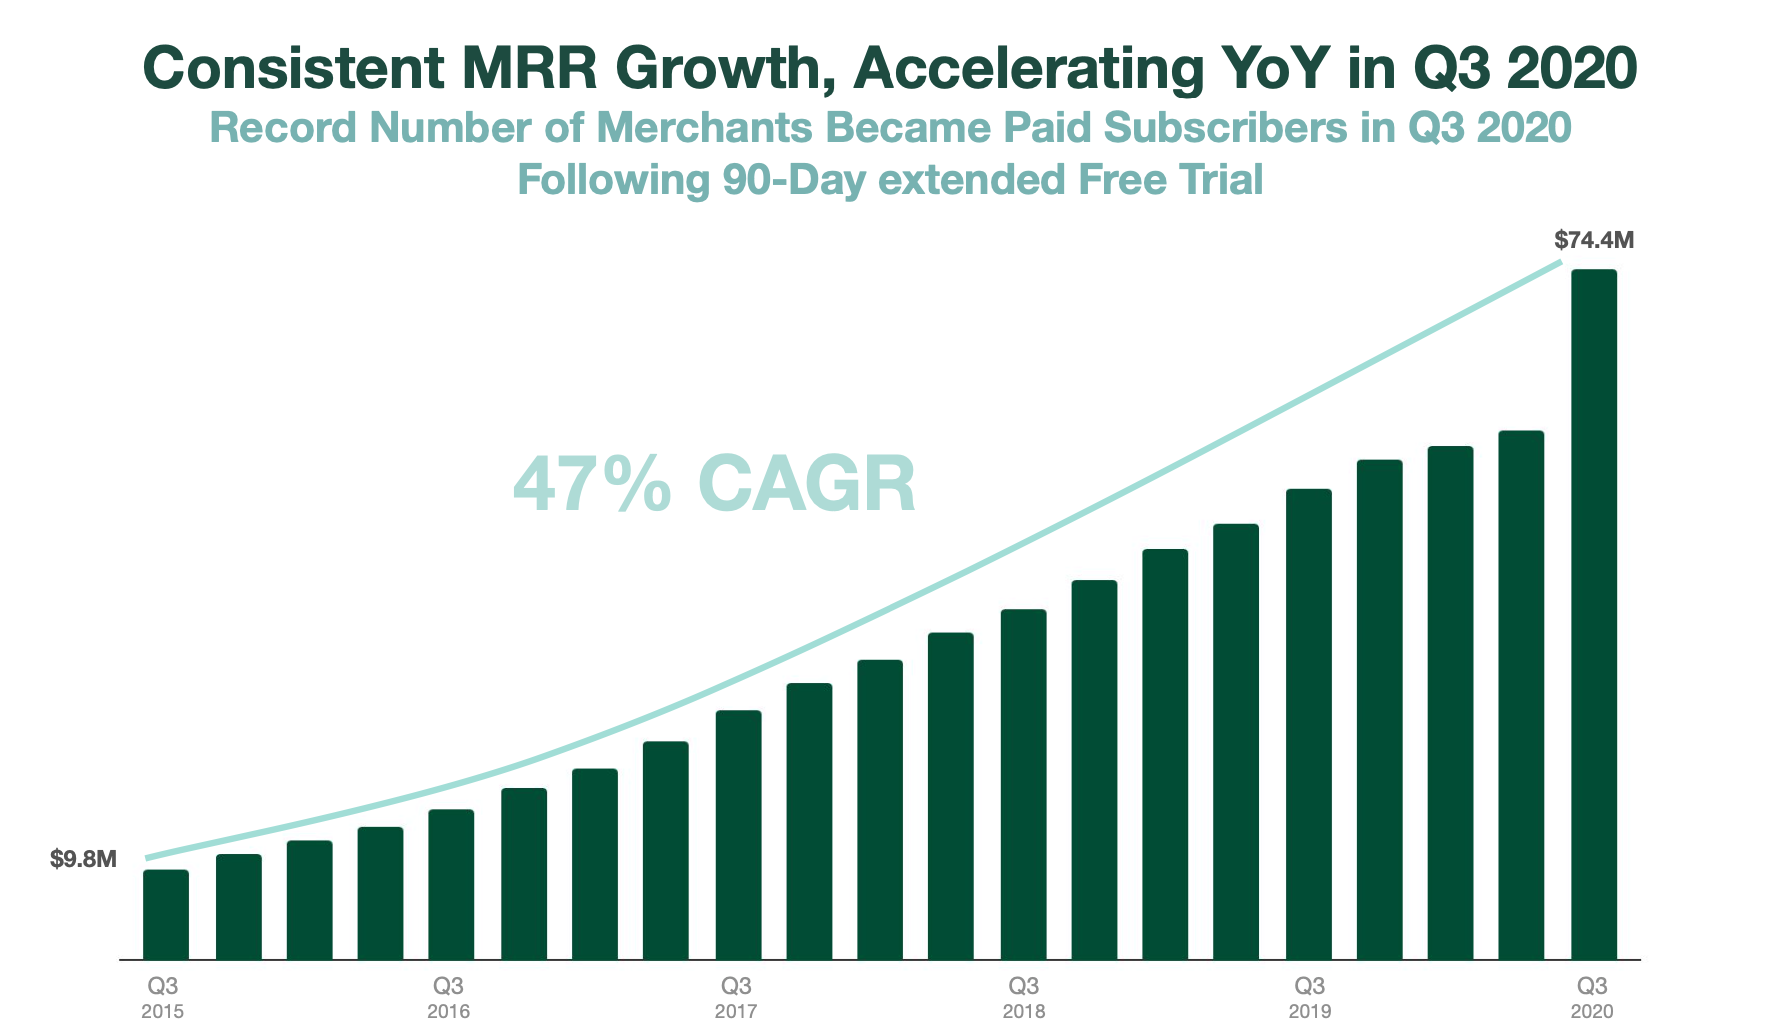 Consistent MRR Growth, Accelerating YoY in Q3 2020
Record Number of Merchants Became Paid Subscribers in Q3 2020
Following 90-Day extended Free Trial
$74.4M
47% CAGR
$9.8M
Q3 Q3 Q3 Q3 Q3 Q3
2015 2016 2017 2018 2019 2020